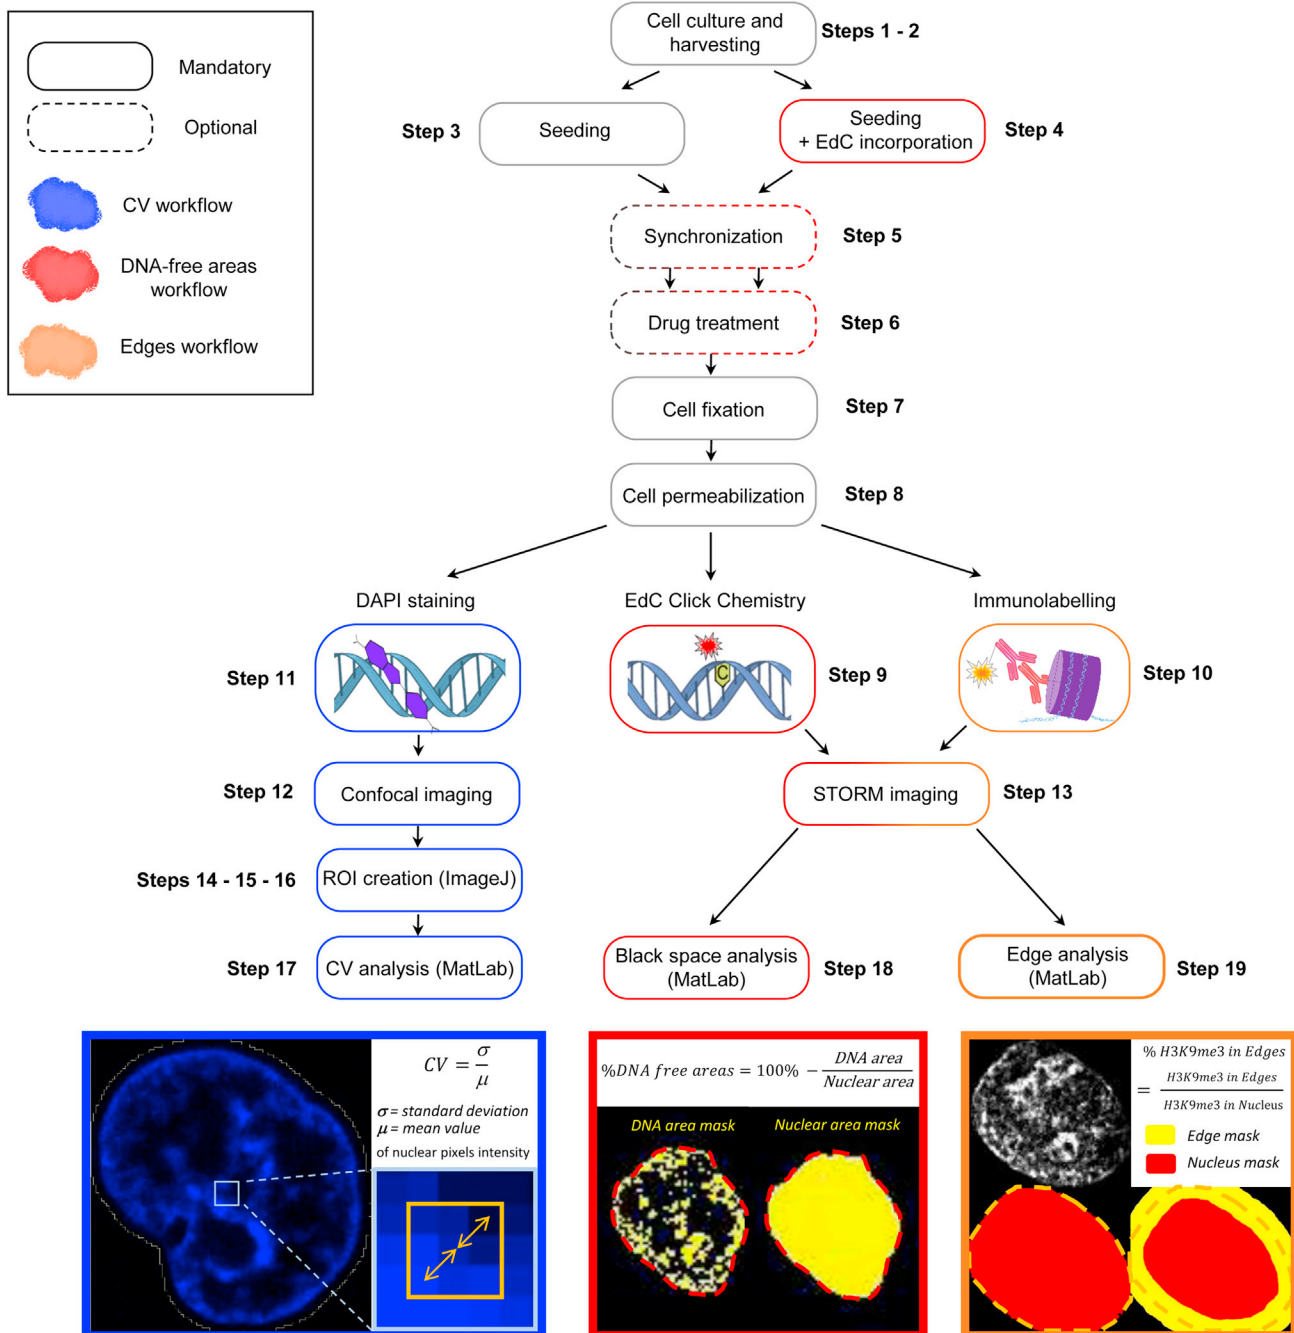 Mandatory
Optional
CV workflow
DNA-free areas
workflow
Edges workflow
Cell culture and
harvesting
Steps 1 - 2
Step 3
Seeding
Seeding
+ EdC incorporation
Step 4
Synchronization
Step 5
Drug treatment
Step 6
Cell fixation
Step 7
Cell permeabilization
Step 8
DAPI staining
EdC Click Chemistry
Immunolabelling
Step 11
C
Step 9
Step 10
Step 12
Confocal imaging
STORM imaging
Step 13
Steps 14 - 15 - 16
ROI creation (ImageJ)
Step 17
CV analysis (MatLab)
Black space analysis
(MatLab)
Step 18
Edge analysis
(MatLab)
Step 19
CV = σ/μ
σ = standard deviation
μ = mean value
of nuclear pixels intensity
%DNA free areas = 100% − DNA area/Nuclear area
DNA area mask
Nuclear area mask
% H3K9me3 in Edges
= H3K9me3 in Edges/H3K9me3 in Nucleus
Edge mask
Nucleus mask